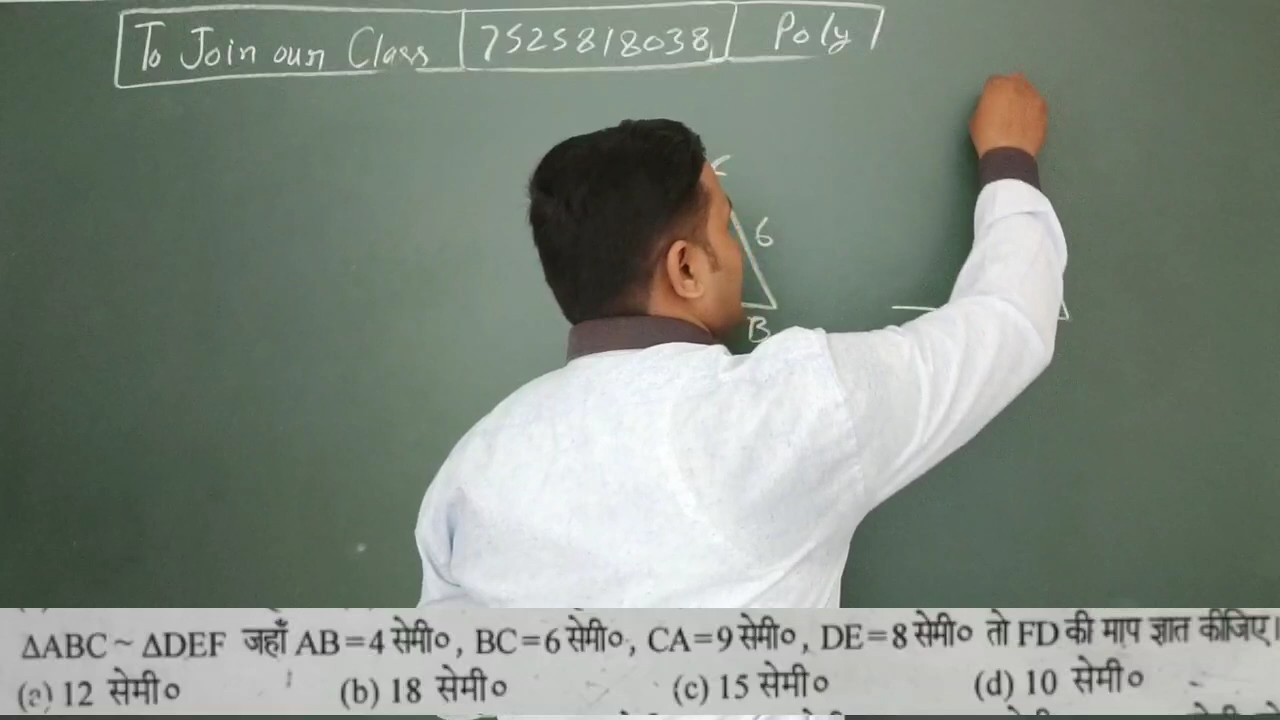 To Join our Class 7525818038 Poly
6
B
ΔABC ~ ΔDEF जहाँ AB=4 सेमी०, BC=6 सेमी०, CA=9 सेमी०, DE=8 सेमी० तो FD की माप ज्ञात कीजिए।
(a) 12 सेमी० (b) 18 सेमी० (c) 15 सेमी० (d) 10 सेमी०